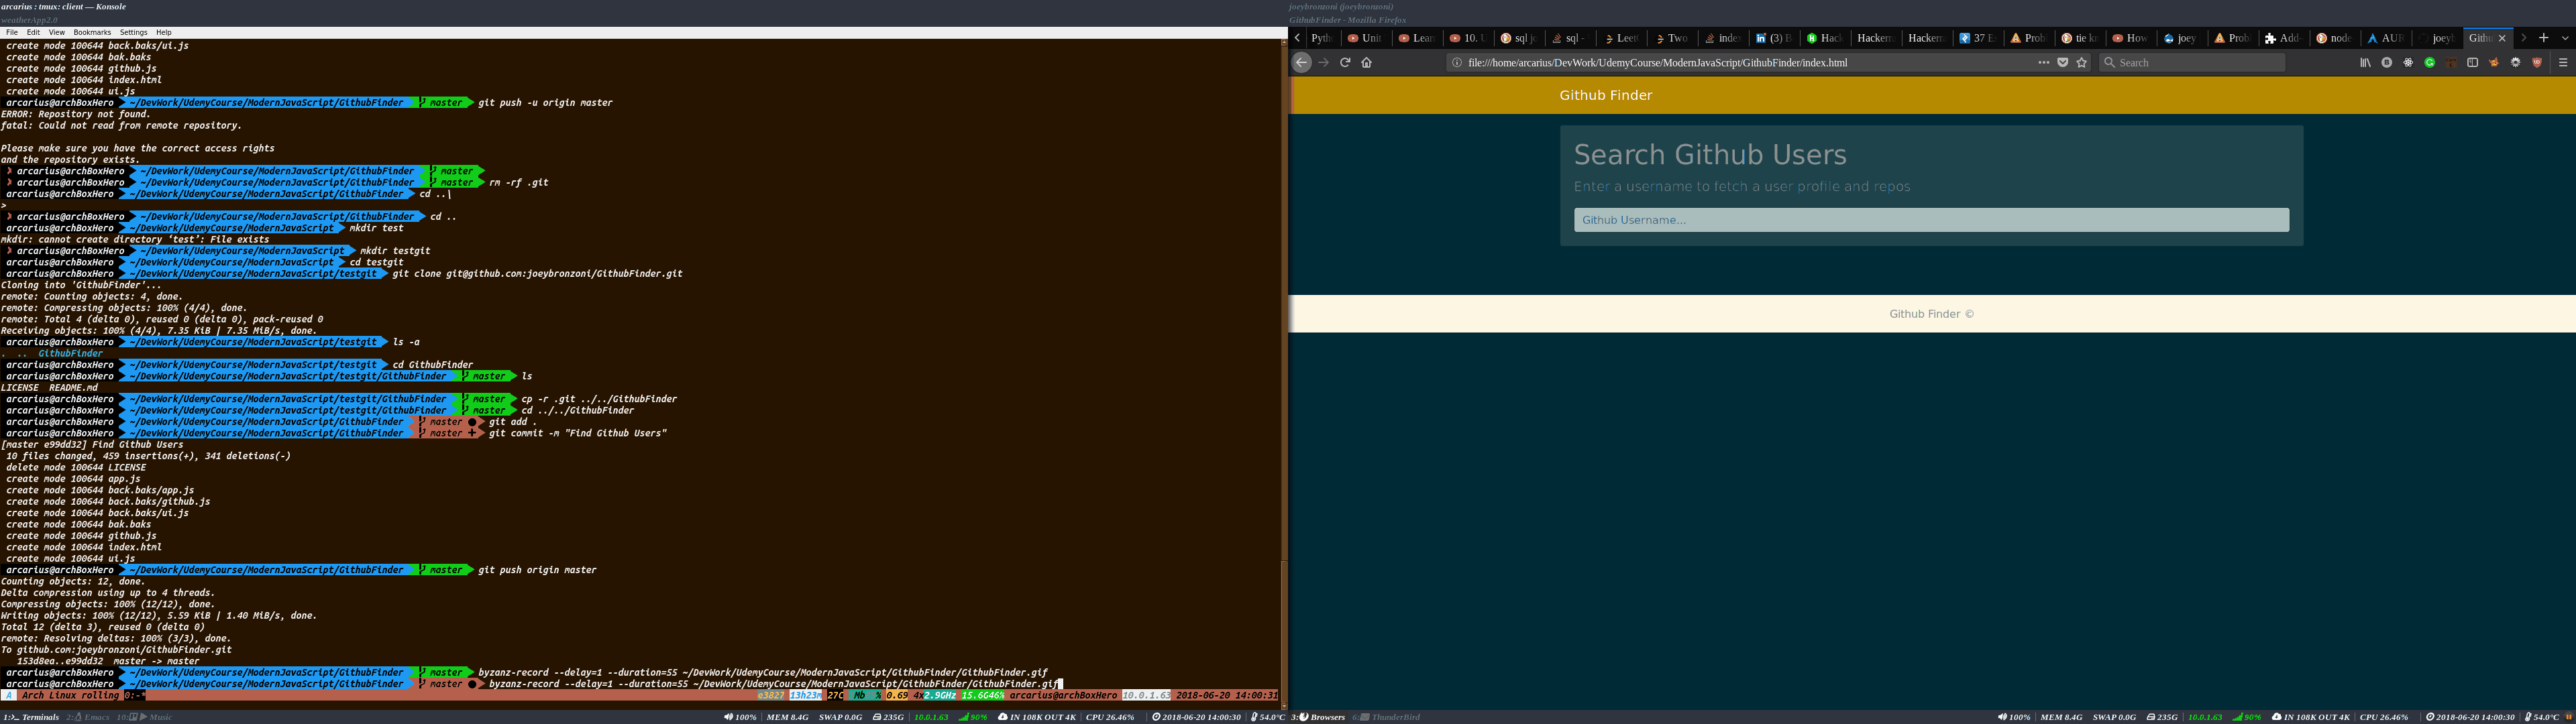 arcarius : tmux: client — Konsole
weatherApp2.0
File Edit View Bookmarks Settings Help
create mode 100644 back.baks/ui.js
create mode 100644 bak.baks
create mode 100644 github.js
create mode 100644 index.html
create mode 100644 ui.js
arcarius@archBoxHero ~/DevWork/UdemyCourse/ModernJavaScript/GithubFinder master git push -u origin master
ERROR: Repository not found.
fatal: Could not read from remote repository.
Please make sure you have the correct access rights
and the repository exists.
arcarius@archBoxHero ~/DevWork/UdemyCourse/ModernJavaScript/GithubFinder master
arcarius@archBoxHero ~/DevWork/UdemyCourse/ModernJavaScript/GithubFinder master rm -rf .git
arcarius@archBoxHero ~/DevWork/UdemyCourse/ModernJavaScript/GithubFinder cd ..\
>
arcarius@archBoxHero ~/DevWork/UdemyCourse/ModernJavaScript/GithubFinder cd ..
arcarius@archBoxHero ~/DevWork/UdemyCourse/ModernJavaScript mkdir test
mkdir: cannot create directory ‘test’: File exists
arcarius@archBoxHero ~/DevWork/UdemyCourse/ModernJavaScript mkdir testgit
arcarius@archBoxHero ~/DevWork/UdemyCourse/ModernJavaScript cd testgit
arcarius@archBoxHero ~/DevWork/UdemyCourse/ModernJavaScript/testgit git clone git@github.com:joeybronzoni/GithubFinder.git
Cloning into 'GithubFinder'...
remote: Counting objects: 4, done.
remote: Compressing objects: 100% (4/4), done.
remote: Total 4 (delta 0), reused 0 (delta 0), pack-reused 0
Receiving objects: 100% (4/4), 7.35 KiB | 7.35 MiB/s, done.
arcarius@archBoxHero ~/DevWork/UdemyCourse/ModernJavaScript/testgit ls -a
. .. GithubFinder
arcarius@archBoxHero ~/DevWork/UdemyCourse/ModernJavaScript/testgit cd GithubFinder
arcarius@archBoxHero ~/DevWork/UdemyCourse/ModernJavaScript/testgit/GithubFinder master ls
LICENSE README.md
arcarius@archBoxHero ~/DevWork/UdemyCourse/ModernJavaScript/testgit/GithubFinder master cp -r .git ../../GithubFinder
arcarius@archBoxHero ~/DevWork/UdemyCourse/ModernJavaScript/testgit/GithubFinder master cd ../../GithubFinder
arcarius@archBoxHero ~/DevWork/UdemyCourse/ModernJavaScript/GithubFinder master ● git add .
arcarius@archBoxHero ~/DevWork/UdemyCourse/ModernJavaScript/GithubFinder master + git commit -m "Find Github Users"
[master e99dd32] Find Github Users
10 files changed, 459 insertions(+), 341 deletions(-)
delete mode 100644 LICENSE
create mode 100644 app.js
create mode 100644 back.baks/app.js
create mode 100644 back.baks/github.js
create mode 100644 back.baks/ui.js
create mode 100644 bak.baks
create mode 100644 github.js
create mode 100644 index.html
create mode 100644 ui.js
arcarius@archBoxHero ~/DevWork/UdemyCourse/ModernJavaScript/GithubFinder master git push origin master
Counting objects: 12, done.
Delta compression using up to 4 threads.
Compressing objects: 100% (12/12), done.
Writing objects: 100% (12/12), 5.59 KiB | 1.40 MiB/s, done.
Total 12 (delta 3), reused 0 (delta 0)
remote: Resolving deltas: 100% (3/3), done.
To github.com:joeybronzoni/GithubFinder.git
153d8ea..e99dd32 master -> master
arcarius@archBoxHero ~/DevWork/UdemyCourse/ModernJavaScript/GithubFinder master byzanz-record --delay=1 --duration=55 ~/DevWork/UdemyCourse/ModernJavaScript/GithubFinder/GithubFinder.gif
arcarius@archBoxHero ~/DevWork/UdemyCourse/ModernJavaScript/GithubFinder master ● byzanz-record --delay=1 --duration=55 ~/DevWork/UdemyCourse/ModernJavaScript/GithubFinder/GithubFinder.gif
A Arch Linux rolling 0:-* 13h23m 27C Mb % 0.69 4x2.9GHz 15.6G46% arcarius@archBoxHero 10.0.1.63 2018-06-20 14:00:31
1: Terminals 2: Emacs 10: Music 100% MEM 8.4G SWAP 0.0G 235G 10.0.1.63 90% IN 108K OUT 4K CPU 26.46% 2018-06-20 14:00:30 54.0°C
joeybronzoni (joeybronzoni)
GithubFinder - Mozilla Firefox
Pyth Unit Lear 10. sql jo sql - Leet Two index (3) Hack Hackerr Hackerr 37 E Prob tie kn How joey Prob Add- node AUR joeyb Githu
file:///home/arcarius/DevWork/UdemyCourse/ModernJavaScript/GithubFinder/index.html Search
Github Finder
Search Github Users
Enter a username to fetch a user profile and repos
Github Username...
Github Finder ©
3: Browsers 6: ThunderBird 100% MEM 8.4G SWAP 0.0G 235G 10.0.1.63 90% IN 108K OUT 4K CPU 26.46% 2018-06-20 14:00:30 54.0°C